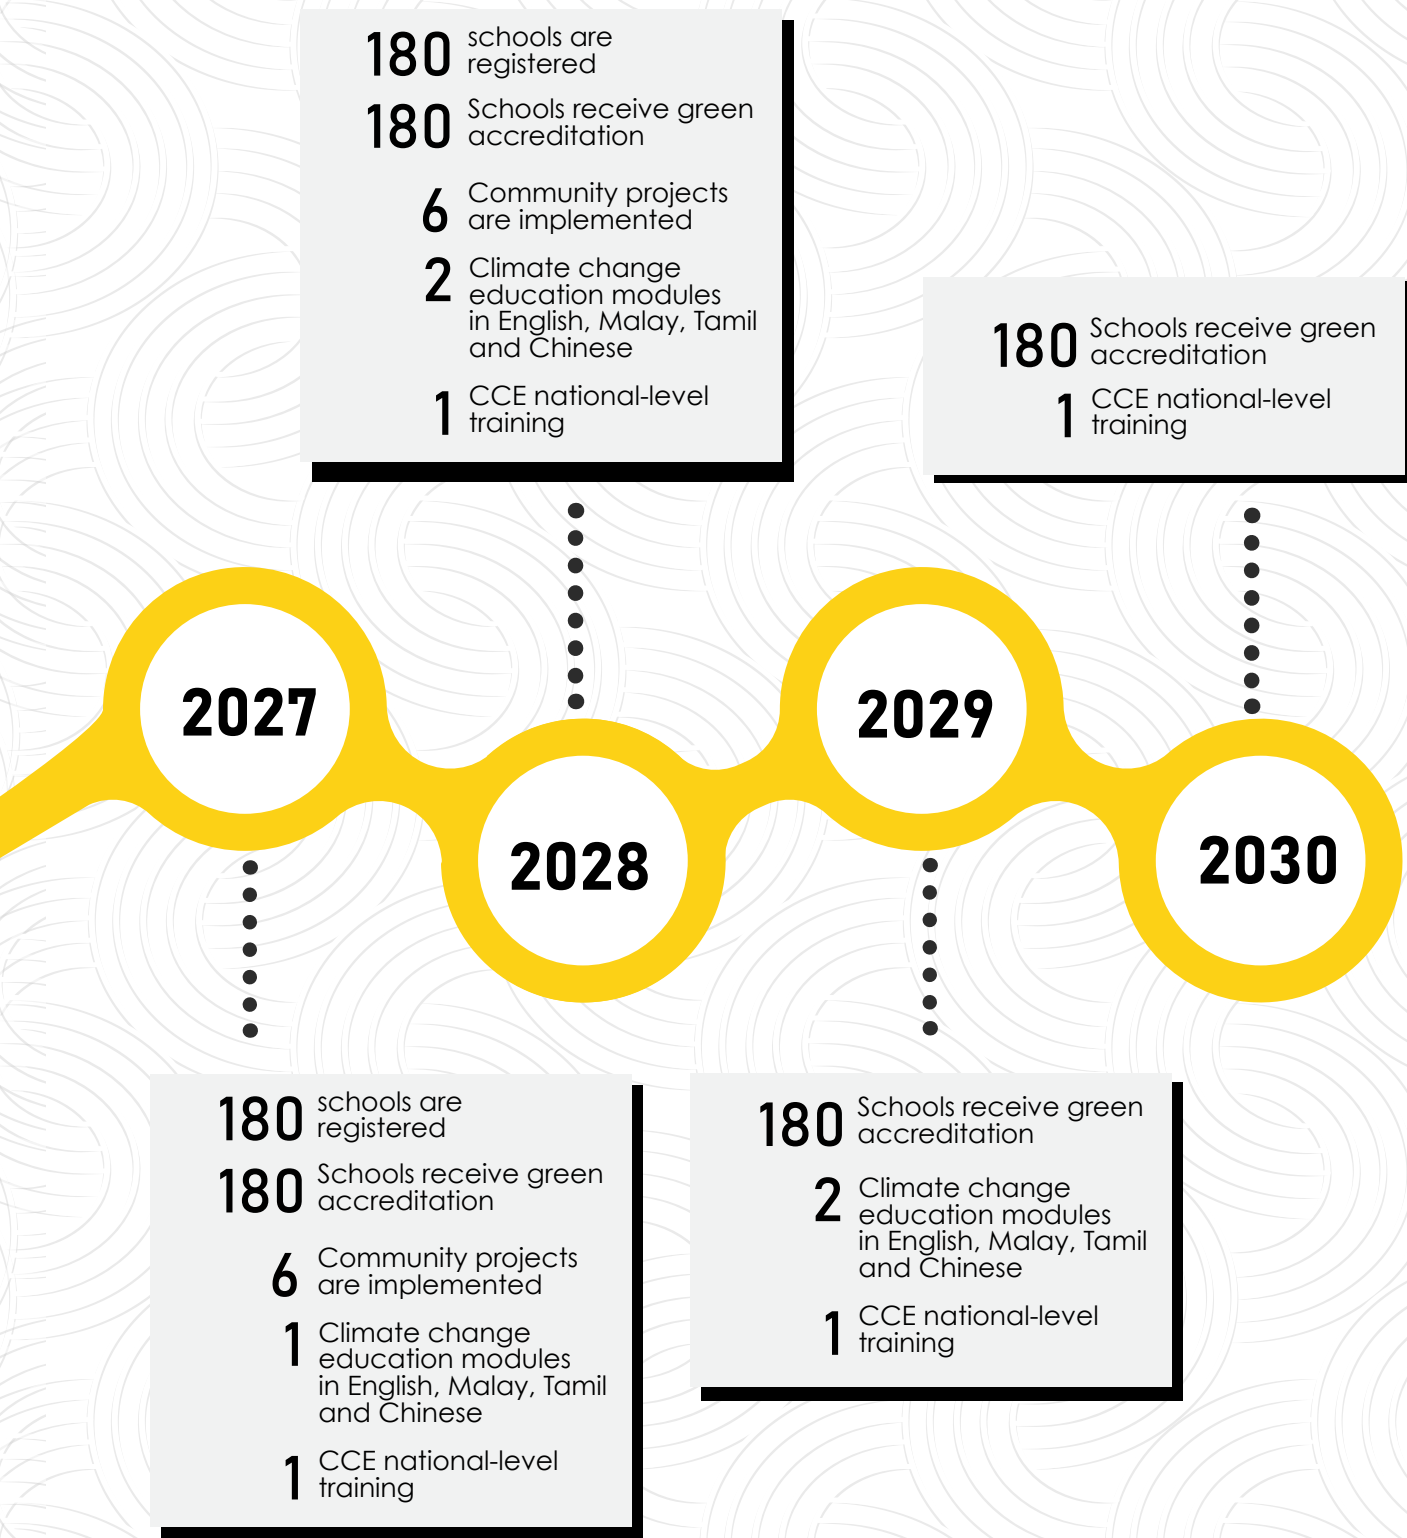 180 schools are
registered
180 Schools receive green
accreditation
6 Community projects
are implemented
2 Climate change
education modules
in English, Malay, Tamil
and Chinese
1 CCE national-level
training
180 Schools receive green
accreditation
1 CCE national-level
training
2027
2028
2029
2030
180 schools are
registered
180 Schools receive green
accreditation
6 Community projects
are implemented
1 Climate change
education modules
in English, Malay, Tamil
and Chinese
1 CCE national-level
training
180 Schools receive green
accreditation
2 Climate change
education modules
in English, Malay, Tamil
and Chinese
1 CCE national-level
training